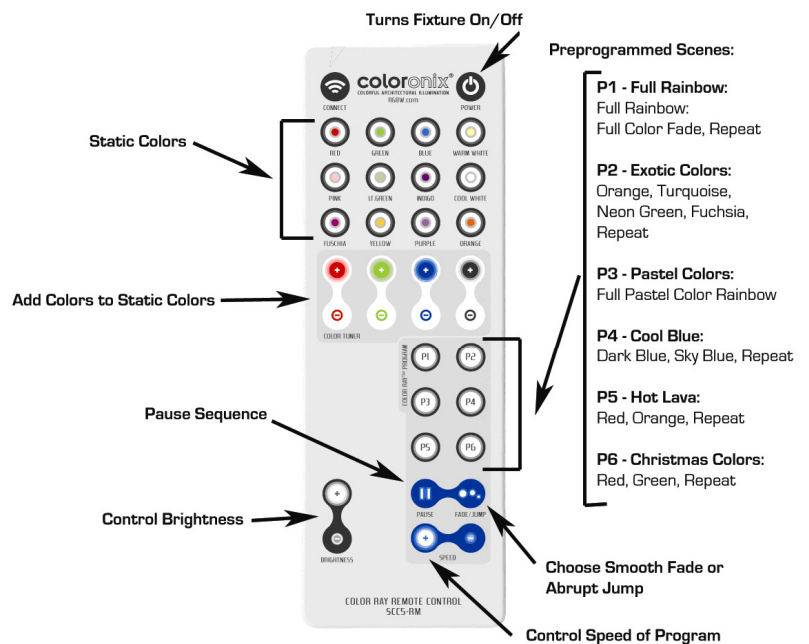 Turns Fixture On/Off
Preprogrammed Scenes:
P1 - Full Rainbow:
Full Rainbow:
Full Color Fade, Repeat
P2 - Exotic Colors:
Orange, Turquoise,
Neon Green, Fuchsia,
Repeat
P3 - Pastel Colors:
Full Pastel Color Rainbow
P4 - Cool Blue:
Dark Blue, Sky Blue, Repeat
P5 - Hot Lava:
Red, Orange, Repeat
P6 - Christmas Colors:
Red, Green, Repeat
Static Colors
Add Colors to Static Colors
Pause Sequence
Control Brightness
Choose Smooth Fade or
Abrupt Jump
Control Speed of Program
coloronix®
COLORFUL ARCHITECTURAL ILLUMINATION
RGBW.com
CONNECT
POWER
RED GREEN BLUE WARM WHITE
PINK LT.GREEN INDIGO COOL WHITE
FUSCHIA YELLOW PURPLE ORANGE
+ + + +
- - - -
COLOR TUNER
COLOR RAY™ PROGRAM
P1 P2
P3 P4
P5 P6
PAUSE FADE/JUMP
+ -
SPEED
+
-
BRIGHTNESS
COLOR RAY REMOTE CONTROL
SCCS-RM